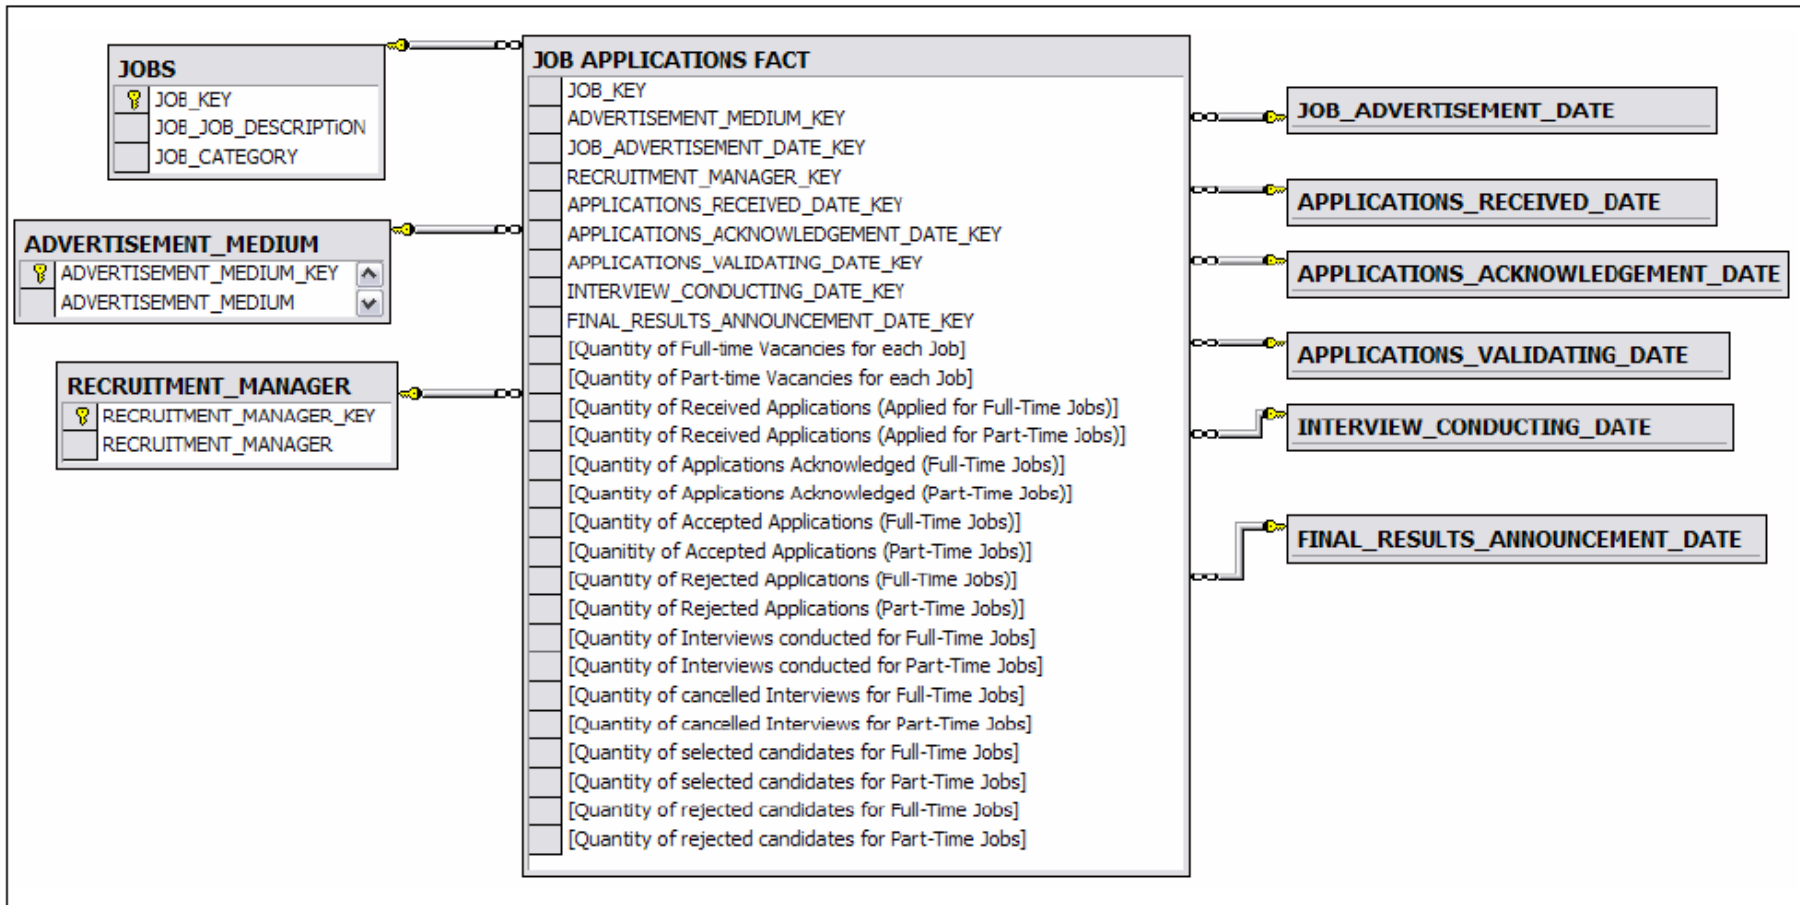 JOBS
JOB_KEY
JOB_JOB_DESCRIPTiON
JOB_CATEGORY
ADVERTISEMENT_MEDIUM
ADVERTISEMENT_MEDIUM_KEY
ADVERTISEMENT_MEDIUM
RECRUITMENT_MANAGER
RECRUITMENT_MANAGER_KEY
RECRUITMENT_MANAGER
JOB APPLICATIONS FACT
JOB_KEY
ADVERTISEMENT_MEDIUM_KEY
JOB_ADVERTISEMENT_DATE_KEY
RECRUITMENT_MANAGER_KEY
APPLICATIONS_RECEIVED_DATE_KEY
APPLICATIONS_ACKNOWLEDGEMENT_DATE_KEY
APPLICATIONS_VALIDATING_DATE_KEY
INTERVIEW_CONDUCTING_DATE_KEY
FINAL_RESULTS_ANNOUNCEMENT_DATE_KEY
[Quantity of Full-time Vacancies for each Job]
[Quantity of Part-time Vacancies for each Job]
[Quantity of Received Applications (Applied for Full-Time Jobs)]
[Quantity of Received Applications (Applied for Part-Time Jobs)]
[Quantity of Applications Acknowledged (Full-Time Jobs)]
[Quantity of Applications Acknowledged (Part-Time Jobs)]
[Quantity of Accepted Applications (Full-Time Jobs)]
[Quanitity of Accepted Applications (Part-Time Jobs)]
[Quantity of Rejected Applications (Full-Time Jobs)]
[Quantity of Rejected Applications (Part-Time Jobs)]
[Quantity of Interviews conducted for Full-Time Jobs]
[Quantity of Interviews conducted for Part-Time Jobs]
[Quantity of cancelled Interviews for Full-Time Jobs]
[Quantity of cancelled Interviews for Part-Time Jobs]
[Quantity of selected candidates for Full-Time Jobs]
[Quantity of selected candidates for Part-Time Jobs]
[Quantity of rejected candidates for Full-Time Jobs]
[Quantity of rejected candidates for Part-Time Jobs]
JOB_ADVERTISEMENT_DATE
APPLICATIONS_RECEIVED_DATE
APPLICATIONS_ACKNOWLEDGEMENT_DATE
APPLICATIONS_VALIDATING_DATE
INTERVIEW_CONDUCTING_DATE
FINAL_RESULTS_ANNOUNCEMENT_DATE